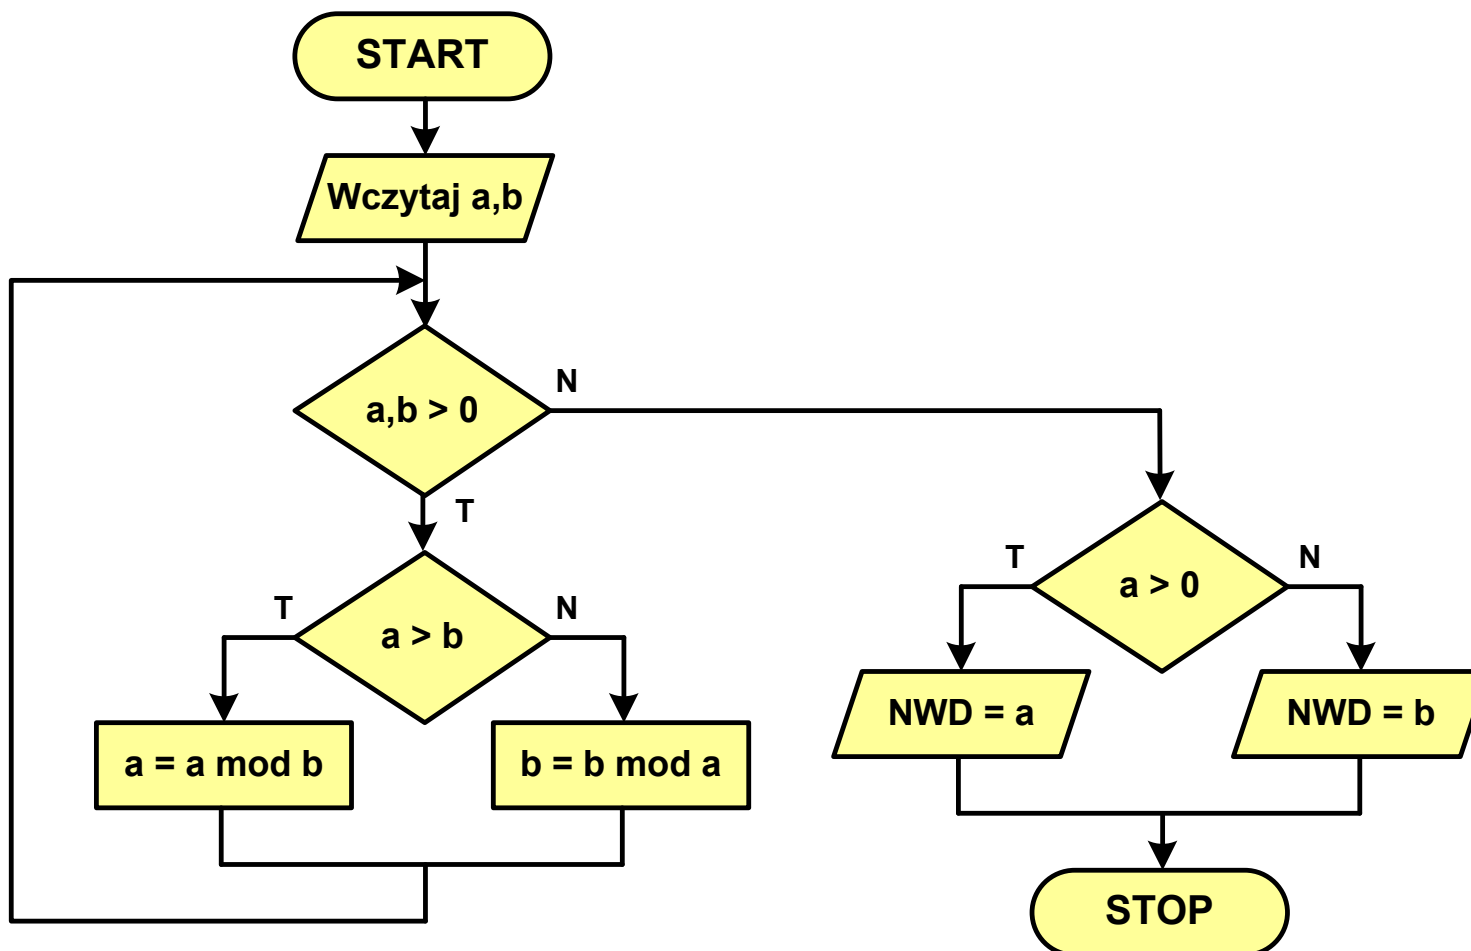 START
Wczytaj a,b
a,b > 0
N
T
a > b
T
N
a = a mod b
b = b mod a
a > 0
T
N
NWD = a
NWD = b
STOP